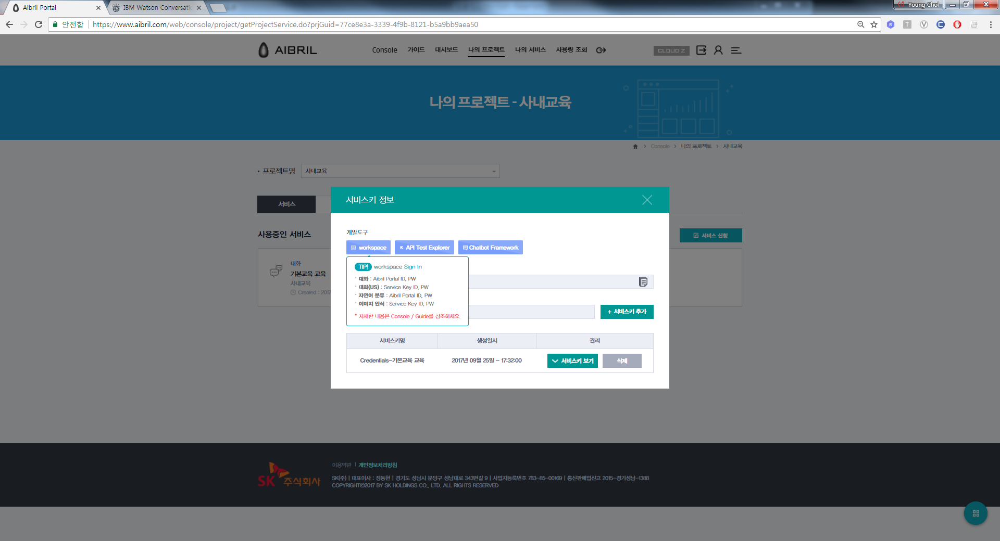 Aibril Portal
IBM Watson Conversati
Young Choi
안전함
https://www.aibril.com/web/console/project/getProjectService.do?prjGuid=77ce8e3a-3339-4f9b-8121-b5a9bb9aea50
AIBRIL
Console 가이드 대시보드 나의 프로젝트 나의 서비스 사용량 조회
CLOUD Z
나의 프로젝트 - 사내교육
Console > 나의 프로젝트 > 사내교육
프로젝트명 사내교육
서비스키 정보
서비스
개발도구
사용중인 서비스
서비스 신청
workspace API Test Explorer Chatbot Framework
TIP! workspace Sign In
대화
기본교육 교육
사내교육
Created : 2017
· 대화 : Aibril Portal ID, PW
· 대화(US) : Service Key ID, PW
· 자연어 분류 : Aibril Portal ID, PW
· 이미지 인식 : Service Key ID, PW
* 자세한 내용은 Console / Guide를 참조하세요.
+ 서비스키 추가
서비스키명 생성일시 관리
Credentials-기본교육 교육 2017년 09월 25일 - 17:32:00 서비스키 보기 삭제
SK 주식회사
이용약관 | 개인정보처리방침
SK(주) | 대표이사 : 장동현 | 경기도 성남시 분당구 성남대로 343번길 9 | 사업자등록번호 783-85-00169 | 통신판매업신고 2015-경기성남-1388
COPYRIGHT©2017 BY SK HOLDINGS CO., LTD. ALL RIGHTS RESERVED